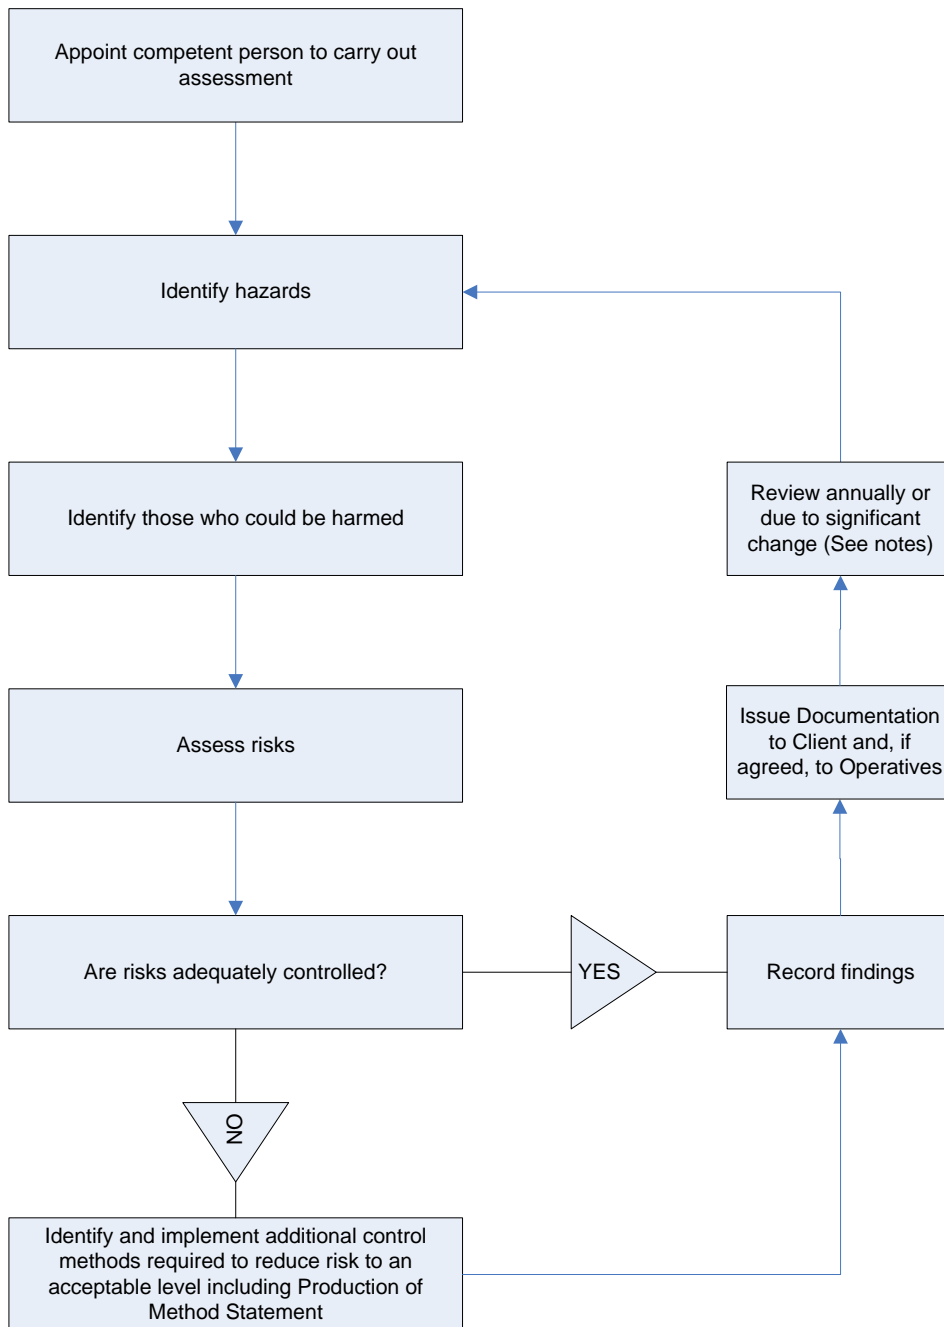 Appoint competent person to carry out
assessment
Identify hazards
Identify those who could be harmed
Review annually or
due to significant
change (See notes)
Assess risks
Issue Documentation
to Client and, if
agreed, to Operatives
Are risks adequately controlled?
YES
Record findings
NO
Identify and implement additional control
methods required to reduce risk to an
acceptable level including Production of
Method Statement